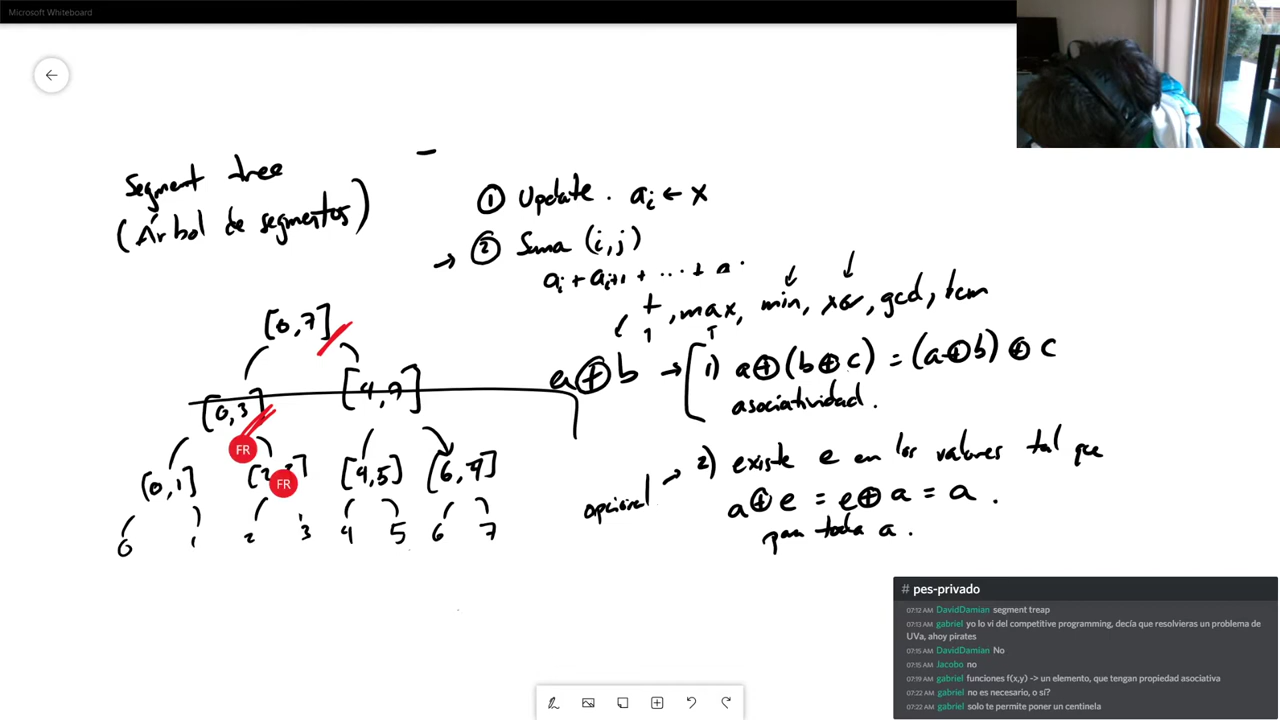 Microsoft Whiteboard
Segment tree
(Árbol de segmentos)
① Update. aᵢ ← x
→ ② Suma (i,j)
aᵢ + aᵢ₊₁ + ... + a
+, max, min, xor, gcd, lcm
a ⊕ b → 1) a ⊕ (b ⊕ c) = (a ⊕ b) ⊕ c
asociatividad.
opcional → 2) existe e en los valores tal que
a ⊕ e = e ⊕ a = a.
para toda a.
[0,7]
[0,3] [4,7]
[0,1] [4,5] [6,7]
FR
FR
0 1 2 3 4 5 6 7
# pes-privado
07:12 AM DavidDamian segment treap
07:13 AM gabriel yo lo vi del competitive programming, decía que resolvieras un problema de
UVa, ahoy pirates
07:15 AM DavidDamian No
07:15 AM Jacobo no
07:19 AM gabriel funciones f(x,y) -> un elemento, que tengan propiedad asociativa
07:22 AM gabriel no es necesario, o sí?
07:22 AM gabriel solo te permite poner un centinela